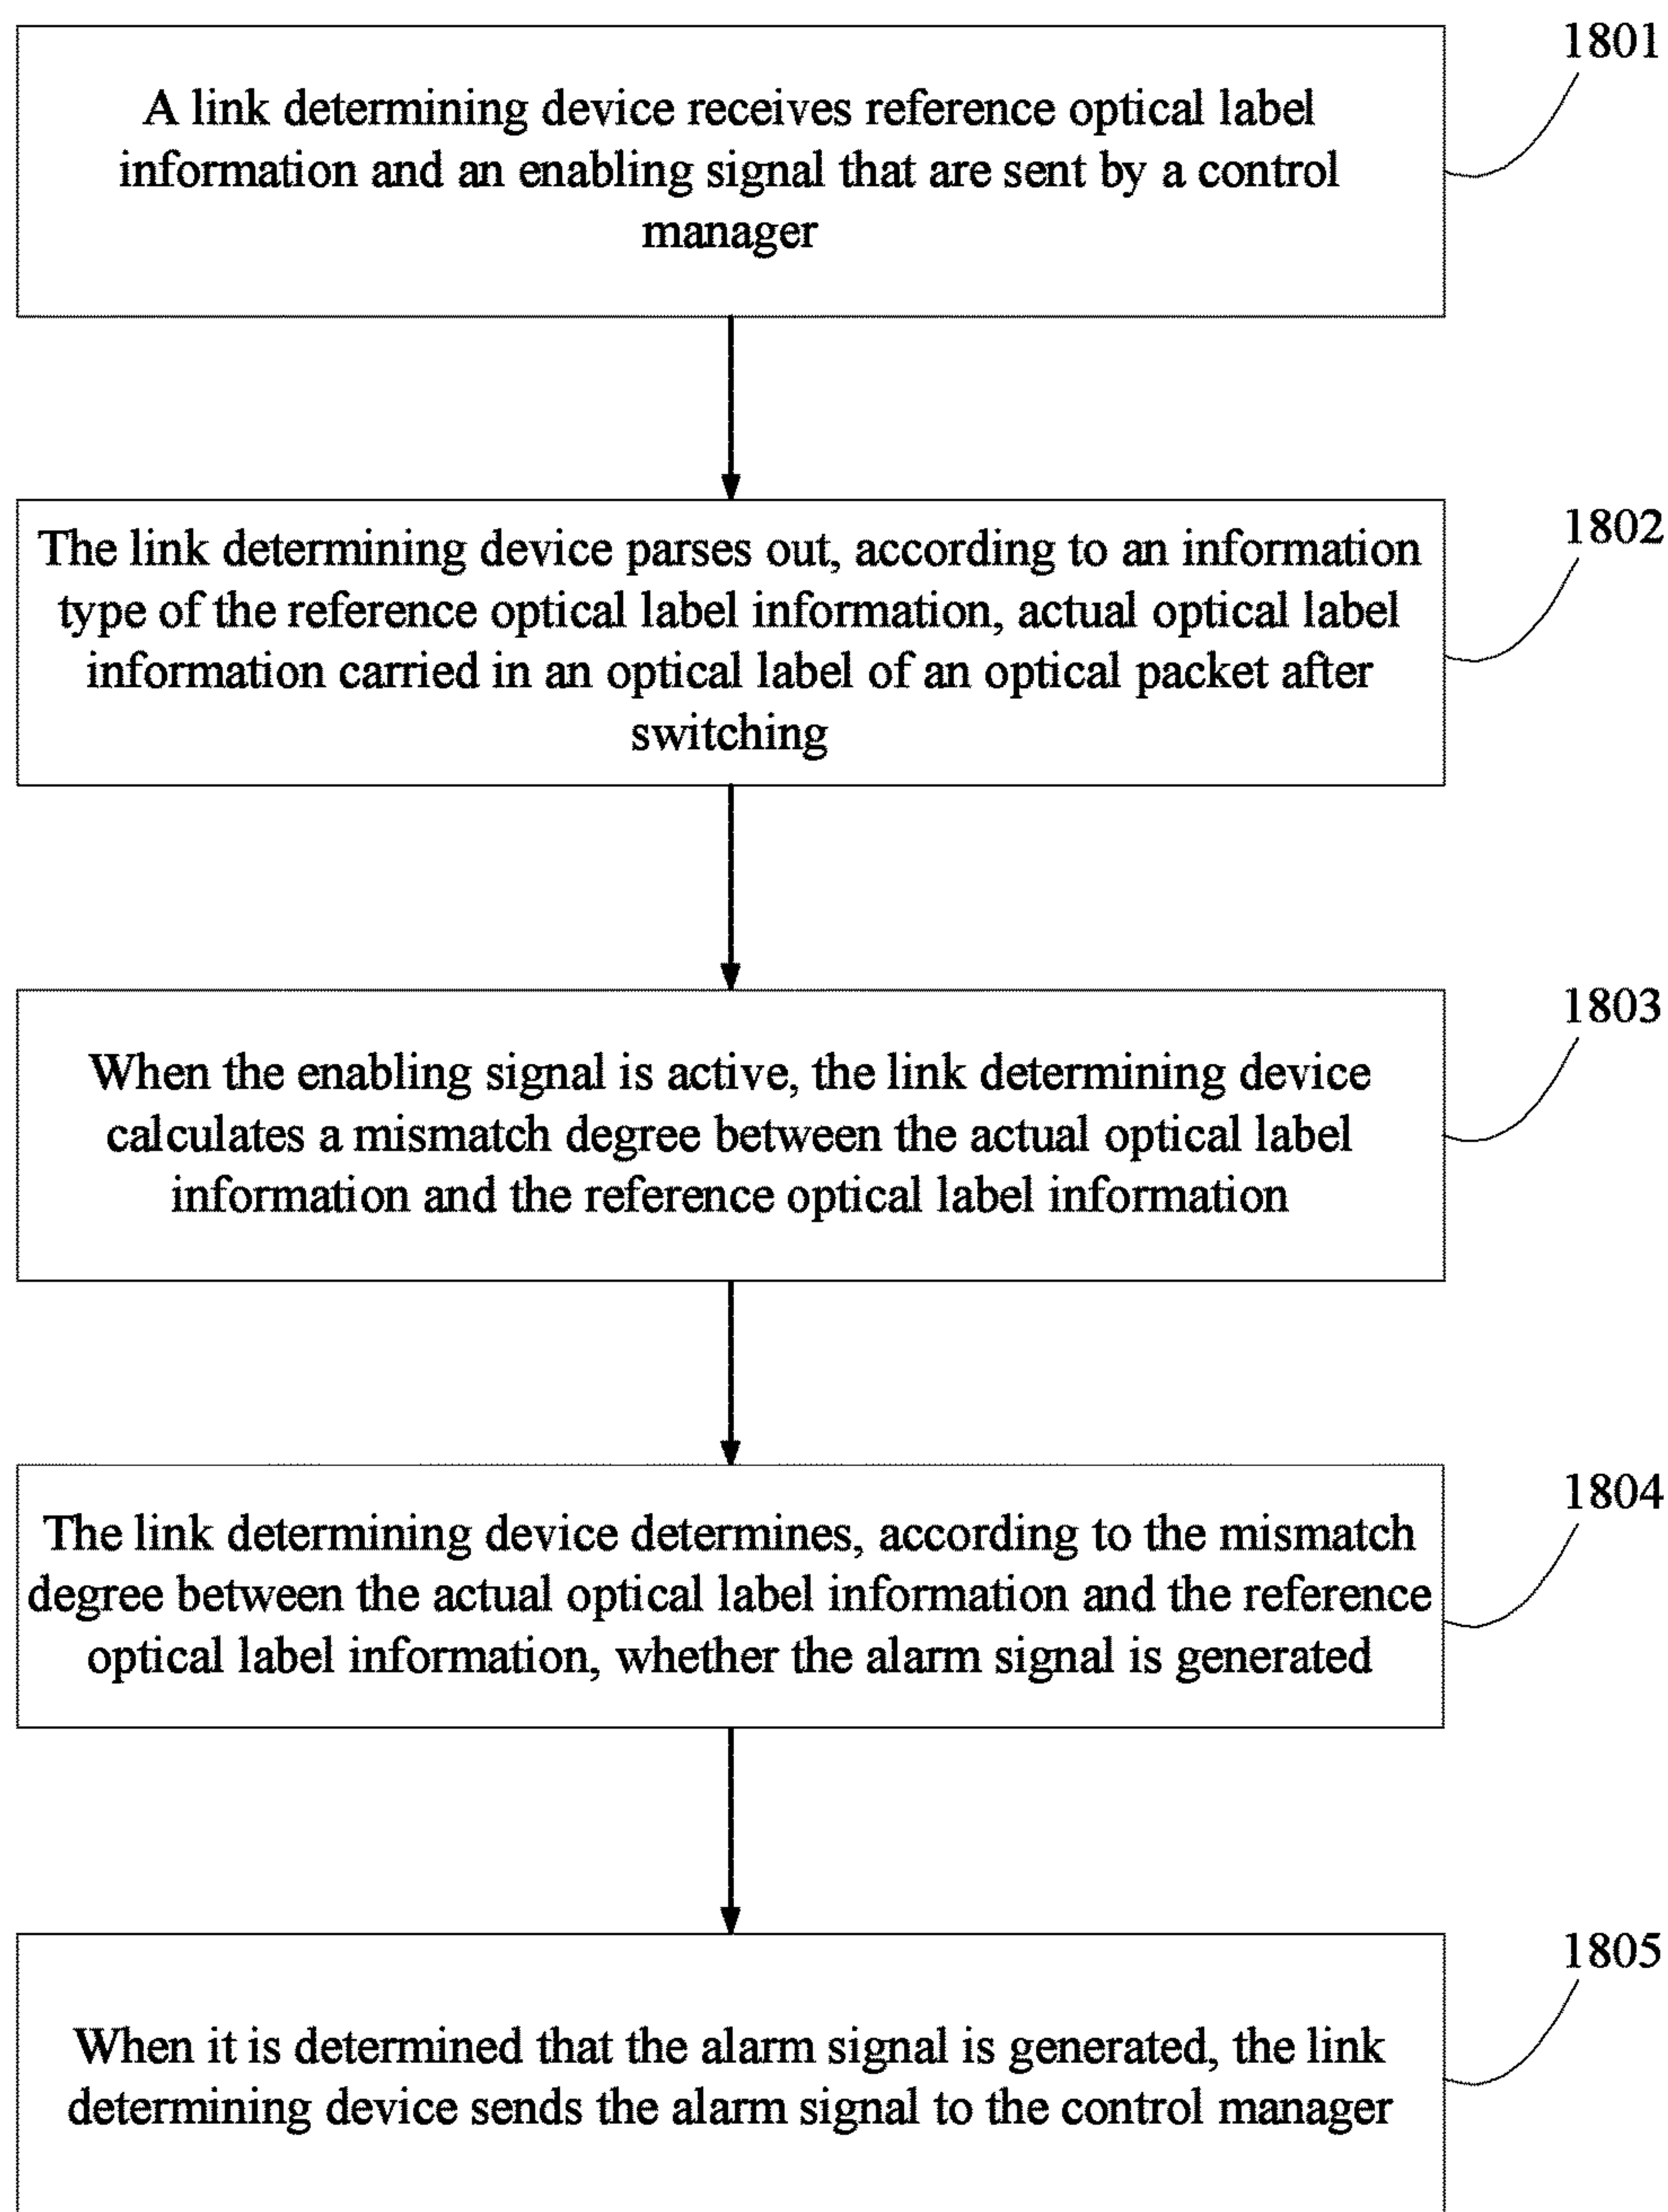 1801
A link determining device receives reference optical label
information and an enabling signal that are sent by a control
manager
1802
The link determining device parses out, according to an information
type of the reference optical label information, actual optical label
information carried in an optical label of an optical packet after
switching
1803
When the enabling signal is active, the link determining device
calculates a mismatch degree between the actual optical label
information and the reference optical label information
1804
The link determining device determines, according to the mismatch
degree between the actual optical label information and the reference
optical label information, whether the alarm signal is generated
1805
When it is determined that the alarm signal is generated, the link
determining device sends the alarm signal to the control manager